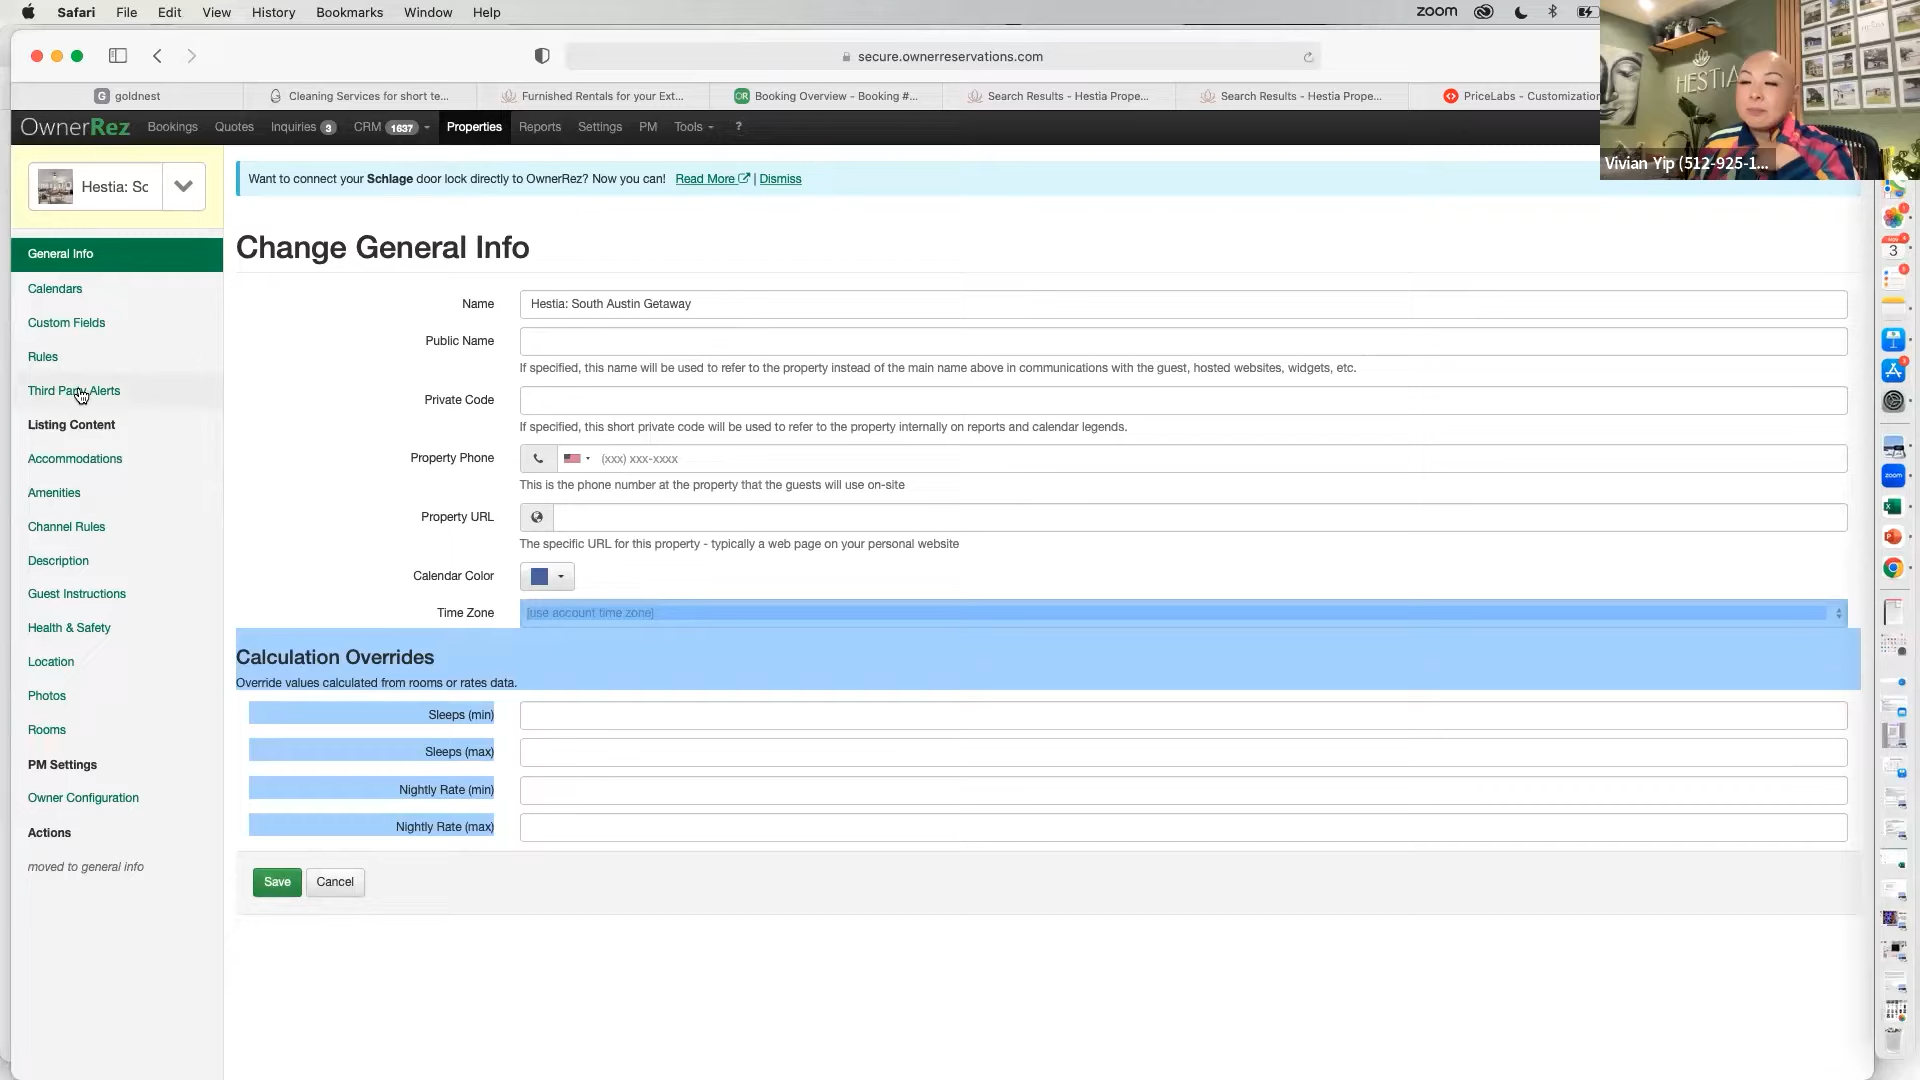 Safari File Edit View History Bookmarks Window Help
zoom
secure.ownerreservations.com
goldnest
Cleaning Services for short te...
Furnished Rentals for your Ext...
Booking Overview - Booking #...
Search Results - Hestia Prope...
Search Results - Hestia Prope...
PriceLabs - Customization
HESTIA
Vivian Yip (512-925-1...
OwnerRez Bookings Quotes Inquiries 3 CRM 1637 Properties Reports Settings PM Tools ?
Hestia: Sc
Want to connect your Schlage door lock directly to OwnerRez? Now you can! Read More | Dismiss
General Info
Calendars
Custom Fields
Rules
Third Party Alerts
Listing Content
Accommodations
Amenities
Channel Rules
Description
Guest Instructions
Health & Safety
Location
Photos
Rooms
PM Settings
Owner Configuration
Actions
moved to general info
Change General Info
Name Hestia: South Austin Getaway
Public Name
If specified, this name will be used to refer to the property instead of the main name above in communications with the guest, hosted websites, widgets, etc.
Private Code
If specified, this short private code will be used to refer to the property internally on reports and calendar legends.
Property Phone (xxx) xxx-xxxx
This is the phone number at the property that the guests will use on-site
Property URL
The specific URL for this property - typically a web page on your personal website
Calendar Color
Time Zone [use account time zone]
Calculation Overrides
Override values calculated from rooms or rates data.
Sleeps (min)
Sleeps (max)
Nightly Rate (min)
Nightly Rate (max)
Save Cancel
3
zoom